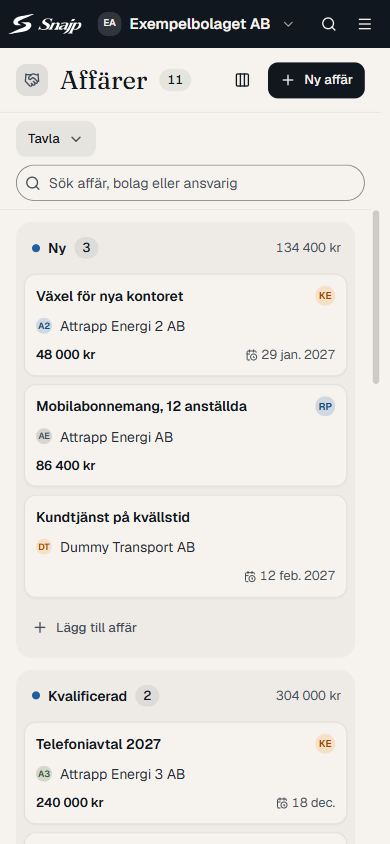 Snajp
EA Exempelbolaget AB
Affärer 11
Ny affär
Tavla
Sök affär, bolag eller ansvarig
Ny 3 134 400 kr
Växel för nya kontoret KE
A2 Attrapp Energi 2 AB
48 000 kr 29 jan. 2027
Mobilabonnemang, 12 anställda RP
AE Attrapp Energi AB
86 400 kr
Kundtjänst på kvällstid
DT Dummy Transport AB
12 feb. 2027
Lägg till affär
Kvalificerad 2 304 000 kr
Telefoniavtal 2027 KE
A3 Attrapp Energi 3 AB
240 000 kr 18 dec.